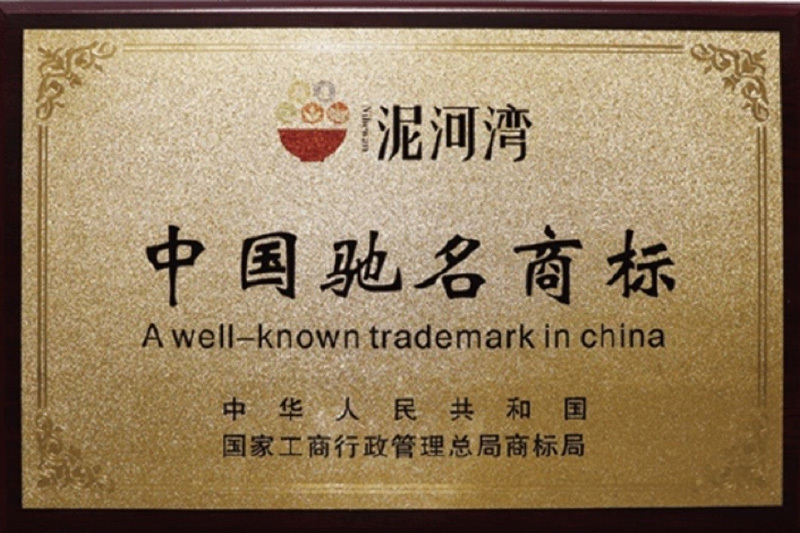 泥河湾
Nihewan
中国驰名商标
A well-known trademark in china
中华人民共和国
国家工商行政管理总局商标局